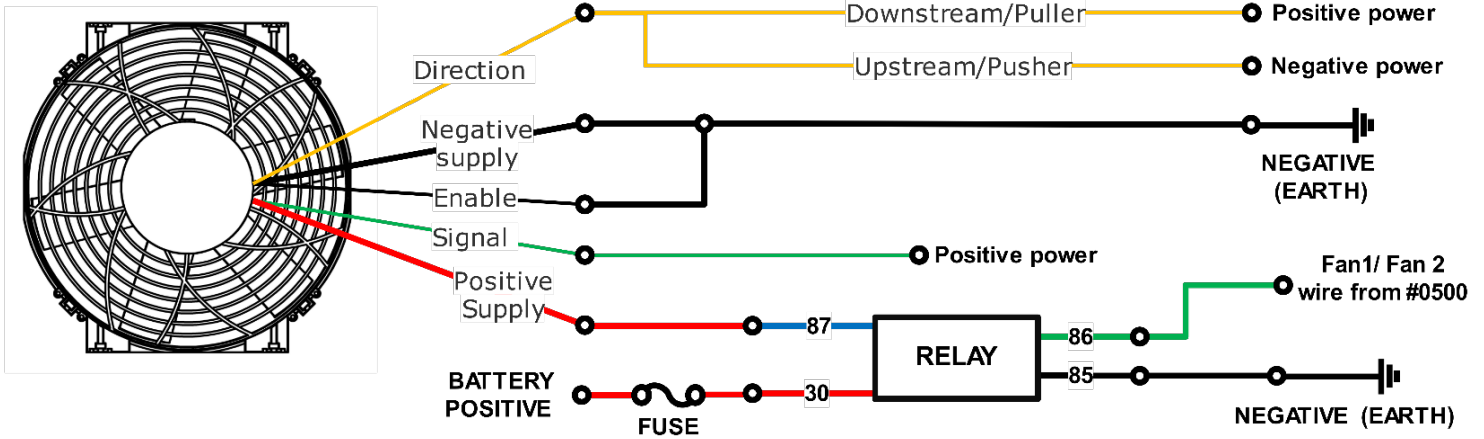 Downstream/Puller
Positive power
Direction
Upstream/Pusher
Negative power
Negative
supply
NEGATIVE
(EARTH)
Enable
Signal
Positive power
Fan1/ Fan 2
wire from #0500
Positive
Supply
87
RELAY
86
85
BATTERY
POSITIVE
30
FUSE
NEGATIVE (EARTH)